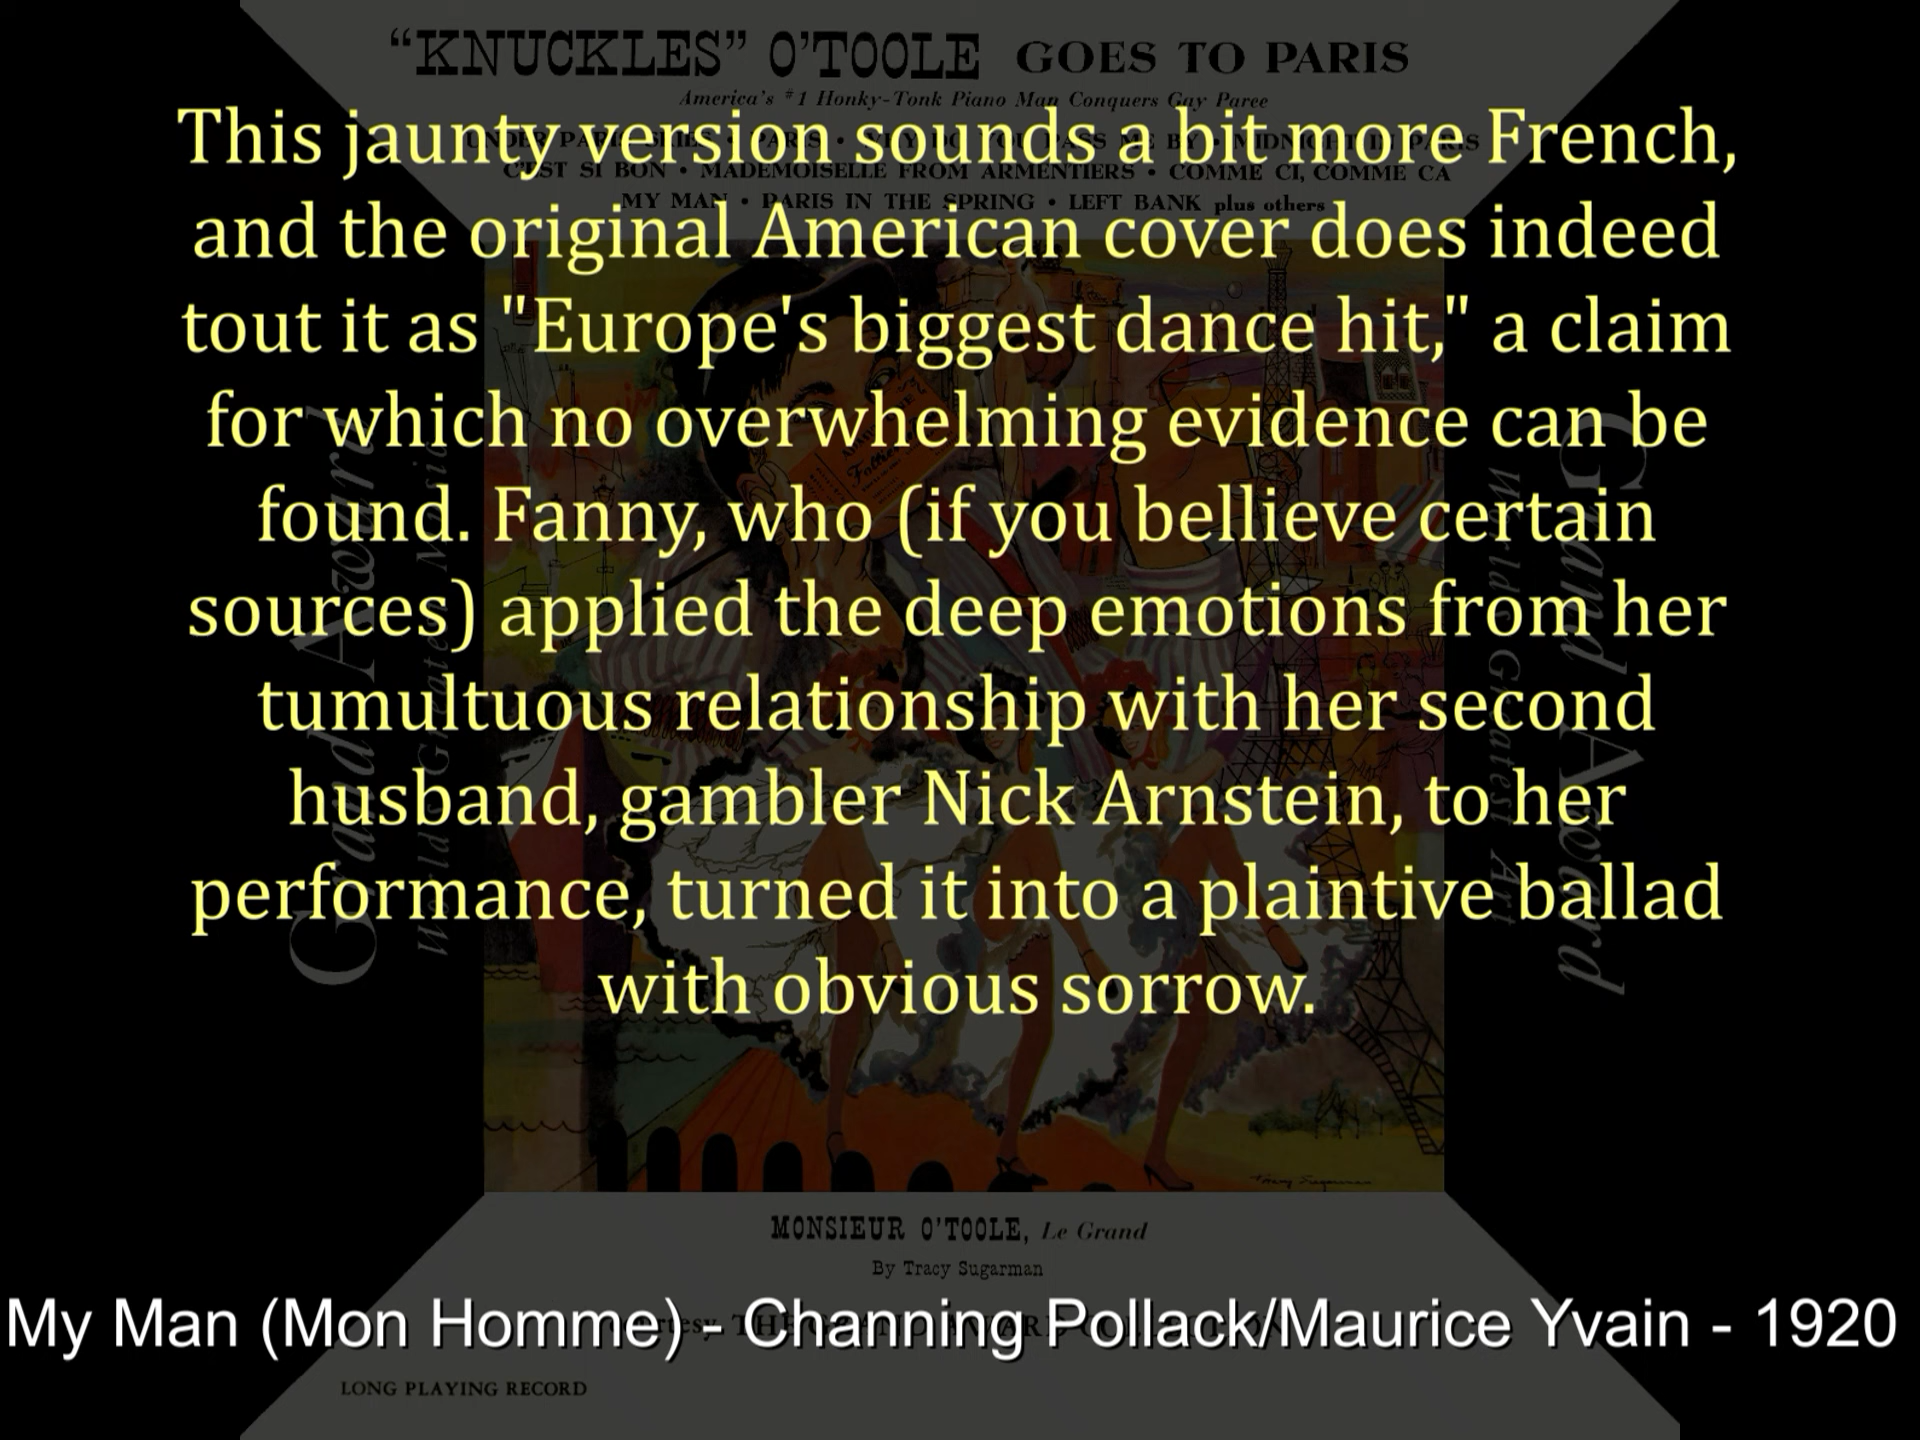 “KNUCKLES” O'TOOLE GOES TO PARIS
America's #1 Honky-Tonk Piano Man Conquers Gay Paree
This jaunty version sounds a bit more French,
C'EST SI BON • MADEMOISELLE FROM ARMENTIERS • COMME CI, COMME CA
MY MAN • PARIS IN THE SPRING • LEFT BANK plus others
and the original American cover does indeed
tout it as "Europe's biggest dance hit," a claim
for which no overwhelming evidence can be
found. Fanny, who (if you bellieve certain
sources) applied the deep emotions from her
tumultuous relationship with her second
husband, gambler Nick Arnstein, to her
performance, turned it into a plaintive ballad
with obvious sorrow.
Grand Award
Grand Award
MONSIEUR O'TOOLE, Le Grand
By Tracy Sugarman
My Man (Mon Homme) - Channing Pollack/Maurice Yvain - 1920
LONG PLAYING RECORD